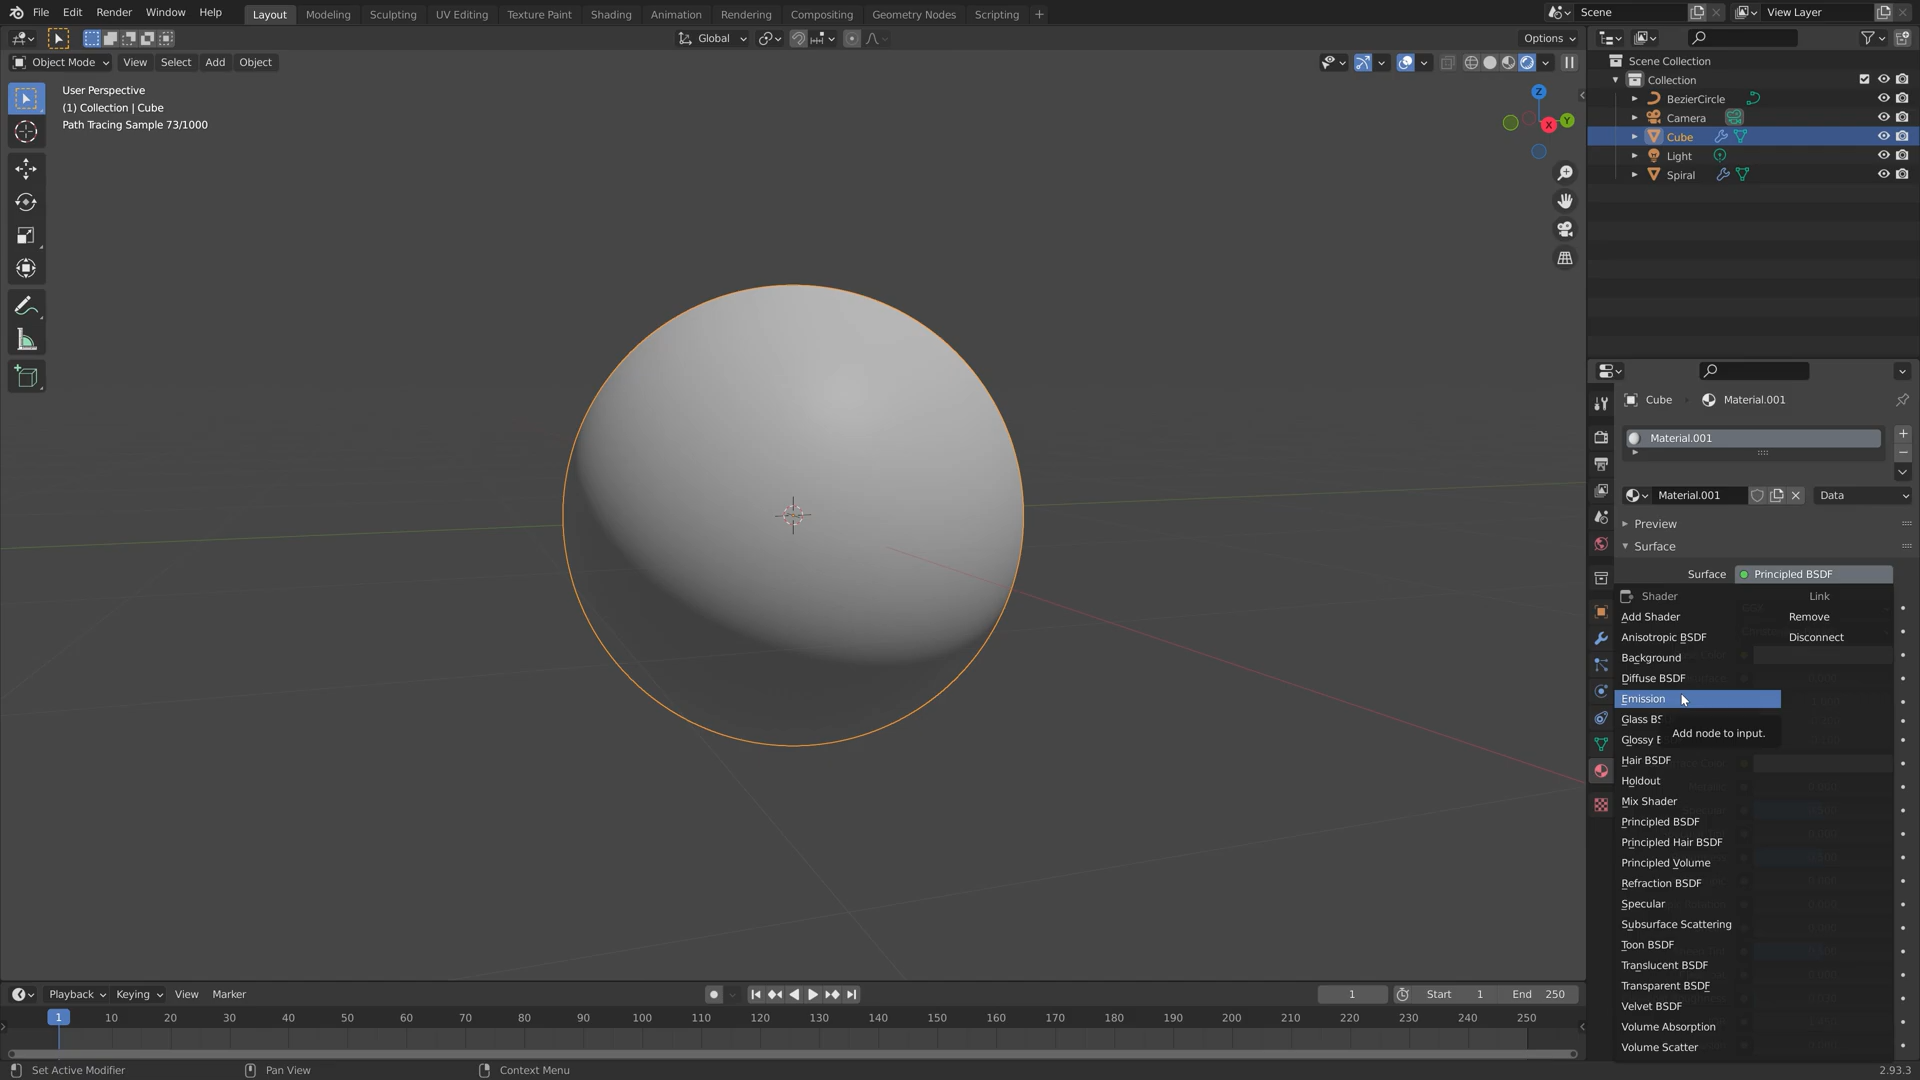 File Edit Render Window Help Layout Modeling Sculpting UV Editing Texture Paint Shading Animation Rendering Compositing Geometry Nodes Scripting + Scene View Layer
Global Options
Object Mode View Select Add Object
User Perspective
(1) Collection | Cube
Path Tracing Sample 73/1000
Z
X
Y
Scene Collection
Collection
BezierCircle
Camera
Cube
Light
Spiral
Cube Material.001
Material.001
Material.001 Data
Preview
Surface
Surface Principled BSDF
Shader Link
Add Shader Remove
Anisotropic BSDF Disconnect
Background
Diffuse BSDF
Emission
Glass BS
Add node to input.
Glossy B
Hair BSDF
Holdout
Mix Shader
Principled BSDF
Principled Hair BSDF
Principled Volume
Refraction BSDF
Specular
Subsurface Scattering
Toon BSDF
Translucent BSDF
Transparent BSDF
Velvet BSDF
Volume Absorption
Volume Scatter
Playback Keying View Marker 1 Start 1 End 250
1 10 20 30 40 50 60 70 80 90 100 110 120 130 140 150 160 170 180 190 200 210 220 230 240 250
Set Active Modifier Pan View Context Menu 2.93.3